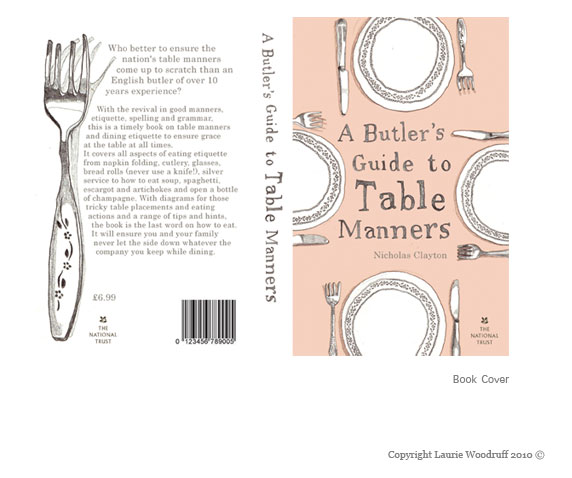 Who better to ensure the
nation's table manners
come up to scratch than an
English butler of over 10
years experience?
With the revival in good manners,
etiquette, spelling and grammar,
this is a timely book on table manners
and dining etiquette to ensure grace
at the table at all times.
It covers all aspects of eating etiquette
from napkin folding, cutlery, glasses,
bread rolls (never use a knife!), silver
service to how to eat soup, spaghetti,
escargot and artichokes and open a bottle
of champagne. With diagrams for those
tricky table placements and eating
actions and a range of tips and hints,
the book is the last word on how to eat.
It will ensure you and your family
never let the side down whatever the
company you keep while dining.
£6.99
THE
NATIONAL
TRUST
0 123456 789005
A Butler's Guide to Table Manners
A Butler's
Guide to
Table
Manners
Nicholas Clayton
THE
NATIONAL
TRUST
Book Cover
Copyright Laurie Woodruff 2010 ©